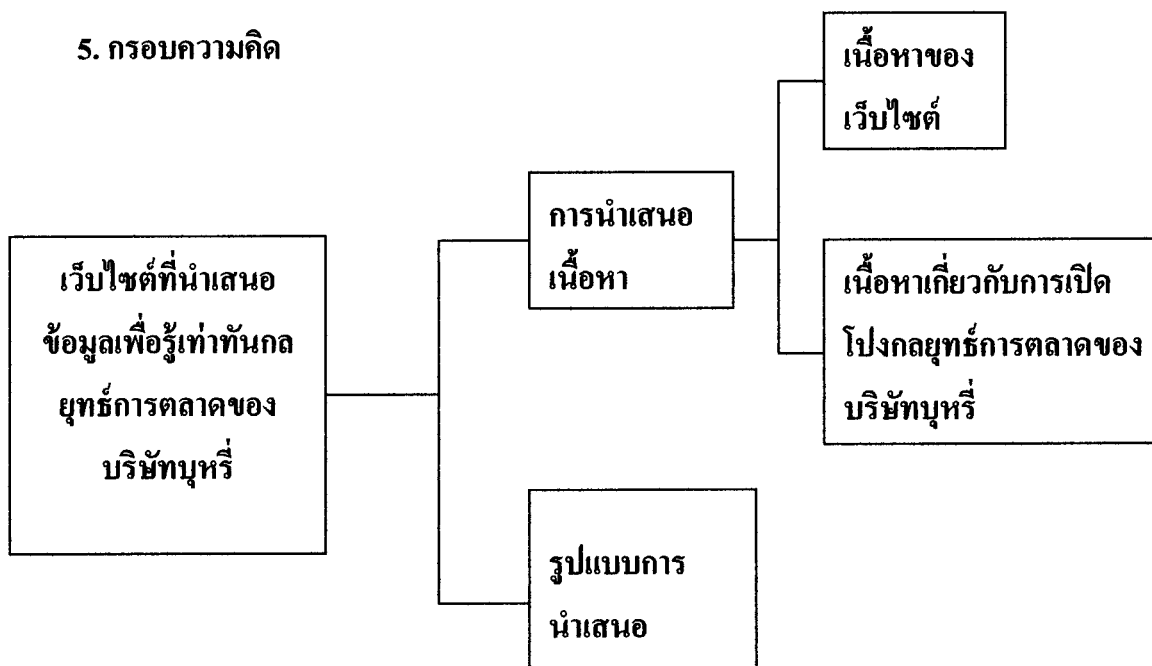 5. กรอบความคิด
เนื้อหาของ
เว็บไซต์
การนำเสนอ
เนื้อหา
เว็บไซต์ที่นำเสนอ
ข้อมูลเพื่อรู้เท่าทันกล
ยุทธ์การตลาดของ
บริษัทบุหรี่
เนื้อหาเกี่ยวกับการเปิด
โปงกลยุทธ์การตลาดของ
บริษัทบุหรี่
รูปแบบการ
นำเสนอ